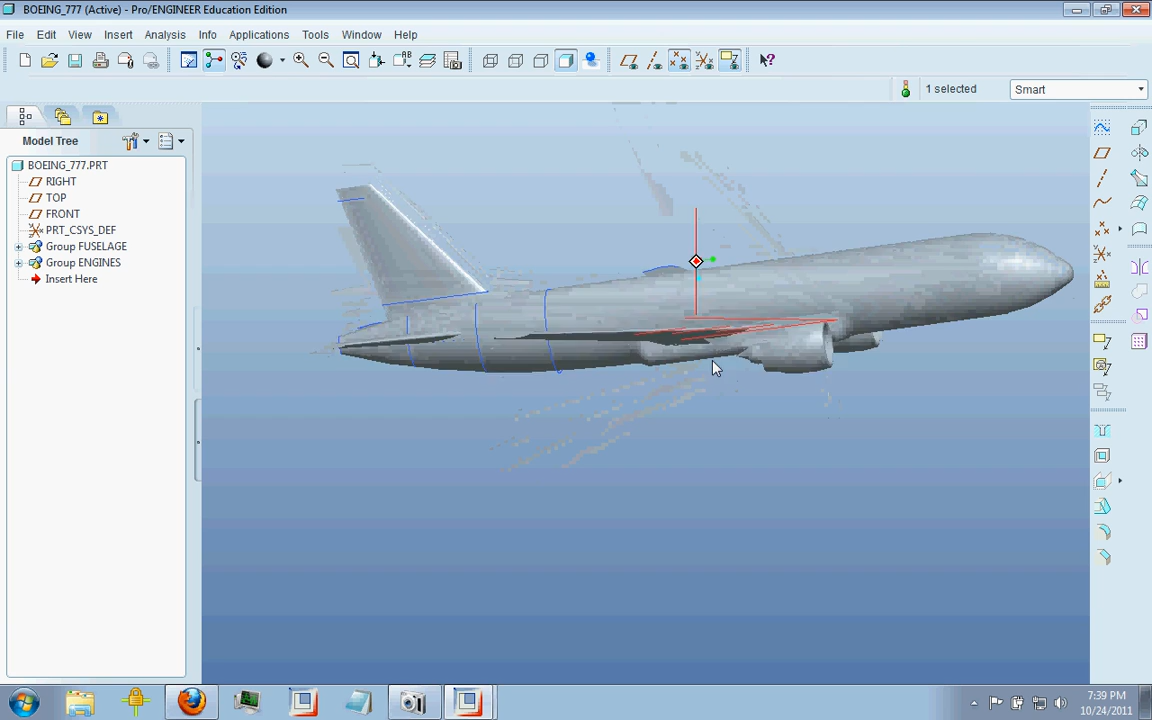 BOEING_777 (Active) - Pro/ENGINEER Education Edition
File Edit View Insert Analysis Info Applications Tools Window Help
1 selected
Smart
Model Tree
BOEING_777.PRT
RIGHT
TOP
FRONT
PRT_CSYS_DEF
Group FUSELAGE
Group ENGINES
Insert Here
7:39 PM
10/24/2011